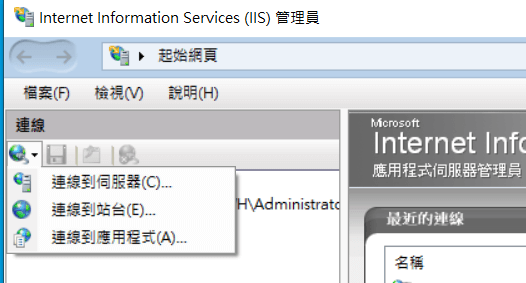 Internet Information Services (IIS) 管理員
起始網頁
檔案(F) 檢視(V) 說明(H)
連線
連線到伺服器(C)...
連線到站台(E)...
連線到應用程式(A)...
H\Administrato
Microsoft
Internet Info
應用程式伺服器管理員
最近的連線
名稱